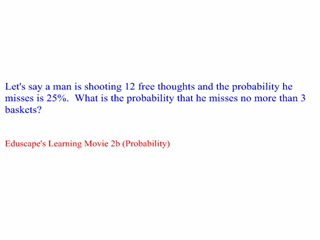 Let's say a man is shooting 12 free thoughts and the probability he
misses is 25%. What is the probability that he misses no more than 3
baskets?
Eduscape's Learning Movie 2b (Probability)